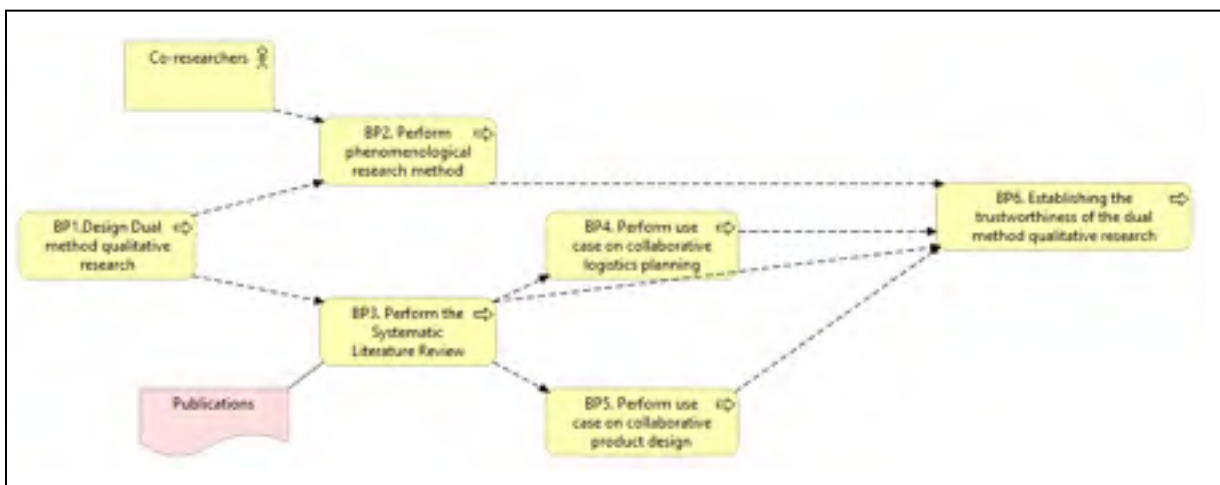 Co-researchers
BP2. Perform
phenomenological
research method
BP1.Design Dual
method qualitative
research
BP4. Perform use
case on collaborative
logistics planning
BP6. Establishing the
trustworthiness of the dual
method qualitative research
BP3. Perform the
Systematic
Literature Review
Publications
BP5. Perform use
case on collaborative
product design